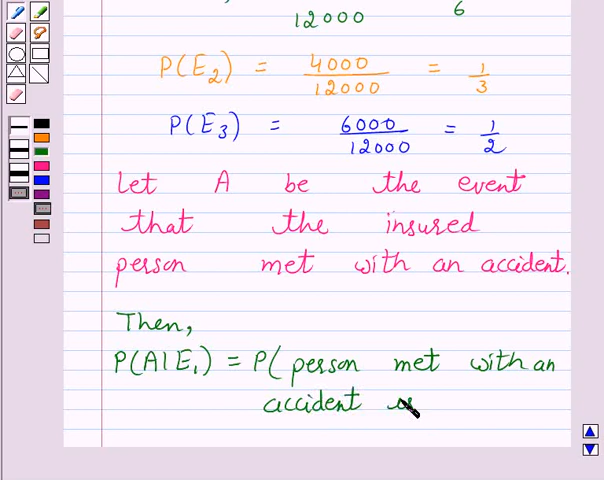 12000 6
P(E2) = 4000/12000 = 1/3
P(E3) = 6000/12000 = 1/2
Let A be the event
that the insured
person met with an accident.
Then,
P(A|E1) = P( person met with an
accident